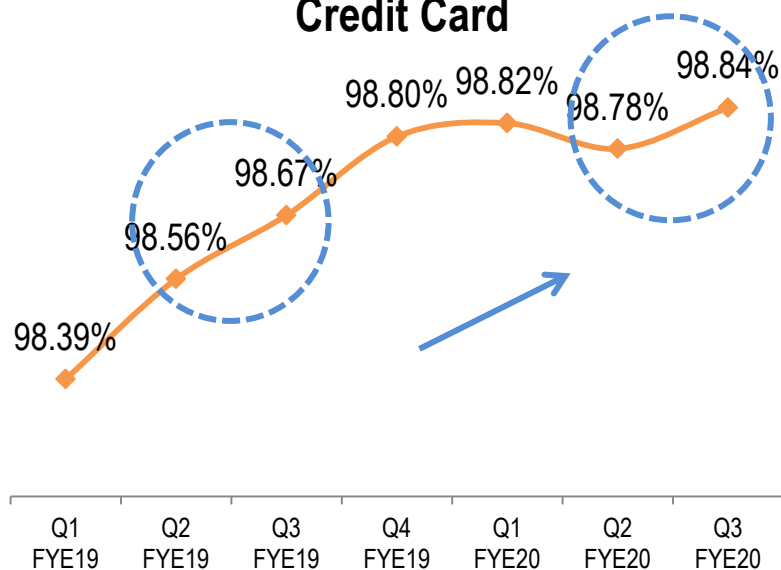 Credit Card
98.39%
98.56%
98.67%
98.80%
98.82%
98.78%
98.84%
Q1 Q2 Q3 Q4 Q1 Q2 Q3
FYE19 FYE19 FYE19 FYE19 FYE20 FYE20 FYE20